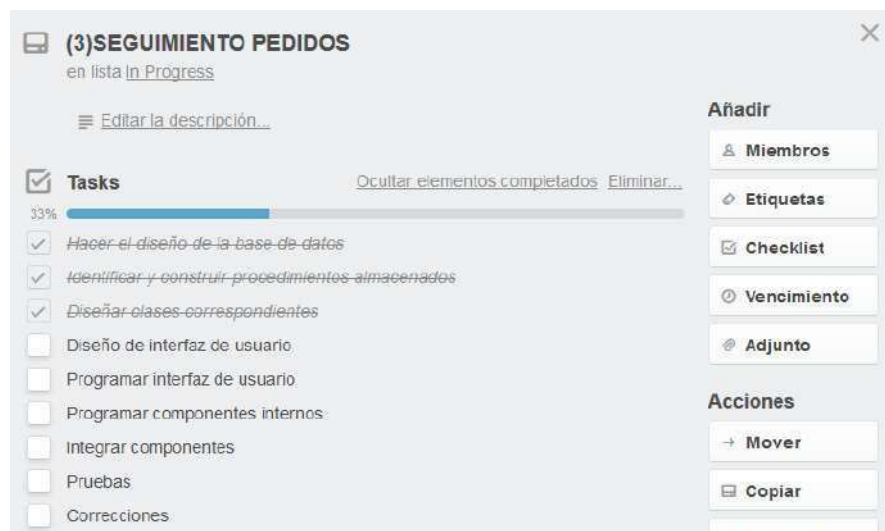 (3)SEGUIMIENTO PEDIDOS
en lista In Progress
Editar la descripción...
Tasks
Ocultar elementos completados Eliminar...
33%
Hacer el diseño de la base de datos
Identificar y construir procedimientos almacenados
Diseñar clases correspondientes
Diseño de interfaz de usuario
Programar interfaz de usuario
Programar componentes internos
Integrar componentes
Pruebas
Correcciones
Añadir
Miembros
Etiquetas
Checklist
Vencimiento
Adjunto
Acciones
Mover
Copiar